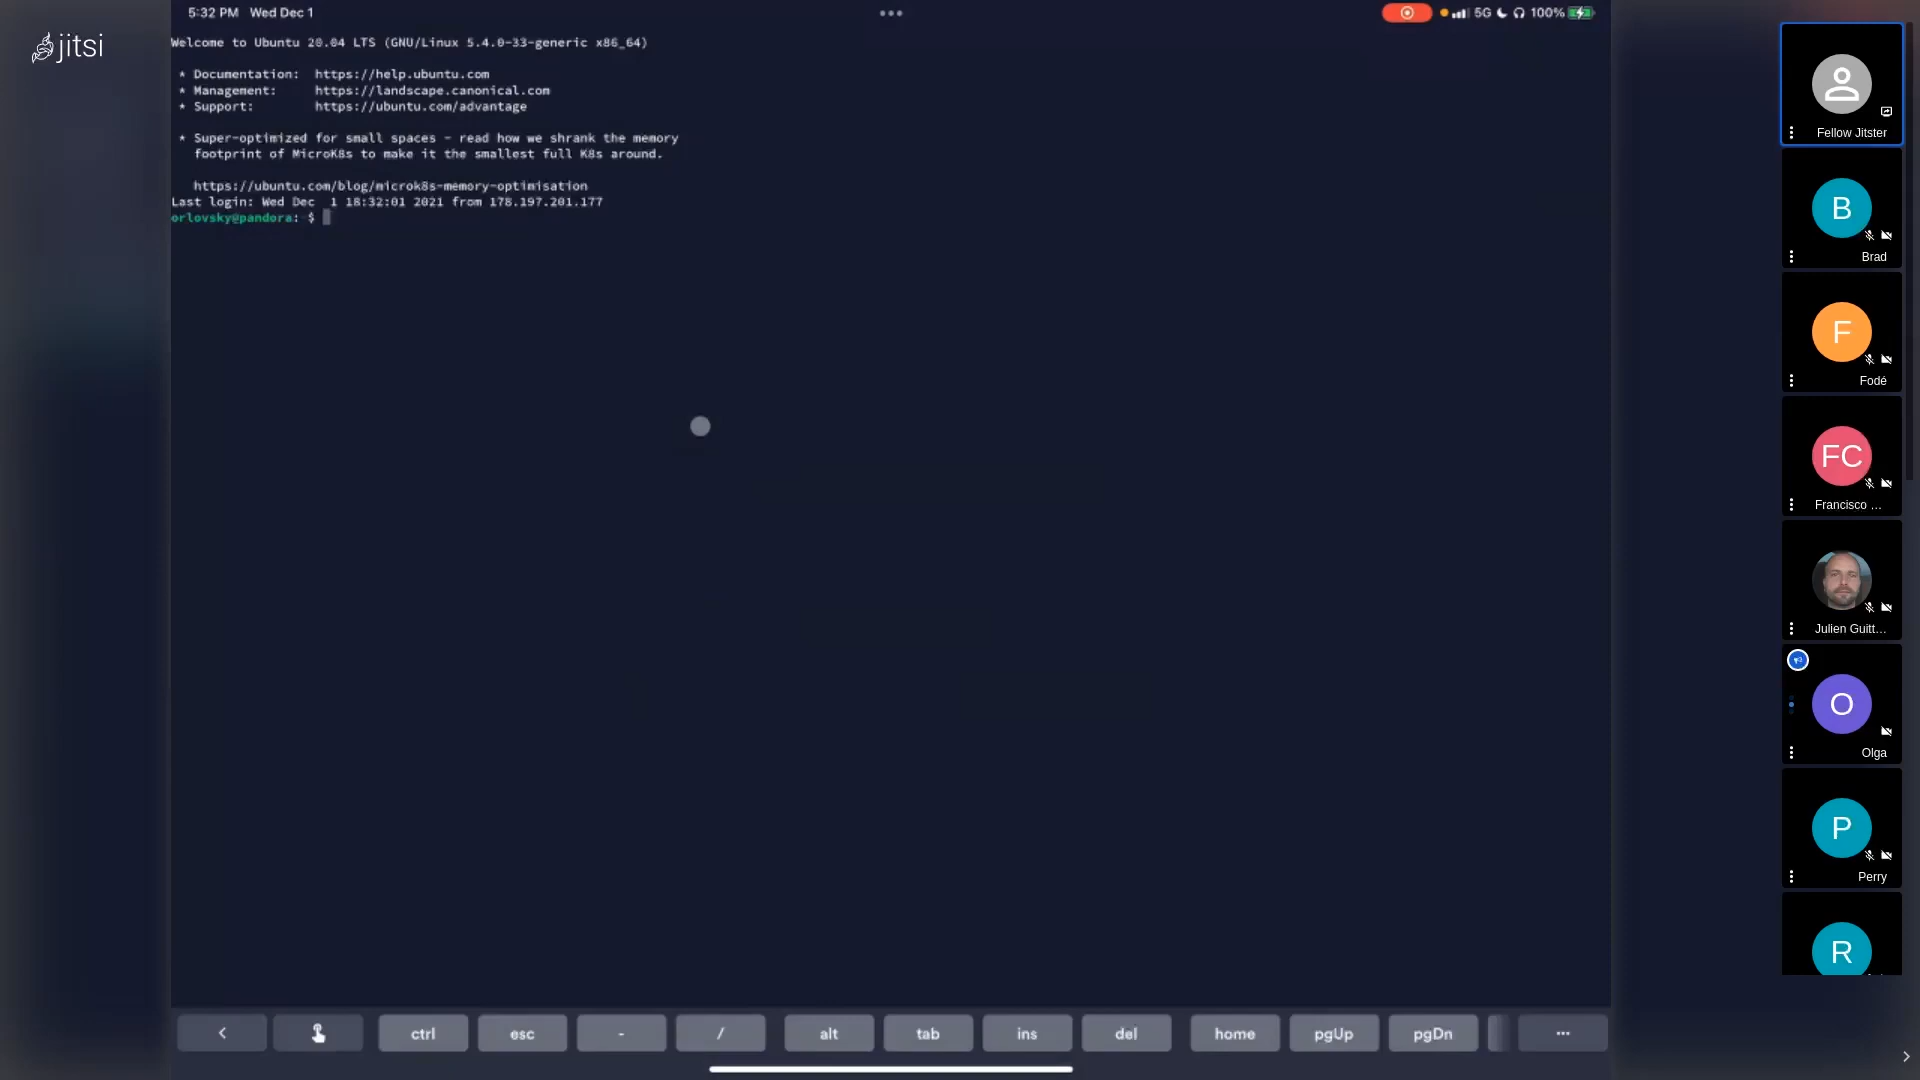 5:32 PM Wed Dec 1
5G 100%
jitsi
Welcome to Ubuntu 20.04 LTS (GNU/Linux 5.4.0-33-generic x86_64)
* Documentation: https://help.ubuntu.com
* Management: https://landscape.canonical.com
* Support: https://ubuntu.com/advantage
* Super-optimized for small spaces - read how we shrank the memory
footprint of MicroK8s to make it the smallest full K8s around.
https://ubuntu.com/blog/microk8s-memory-optimisation
Last login: Wed Dec 1 18:32:01 2021 from 178.197.201.177
orlovsky@pandora: $
Fellow Jitster
B
Brad
F
Fodé
FC
Francisco ...
Julien Guitt...
O
Olga
P
Perry
R
< ctrl esc - / alt tab ins del home pgUp pgDn ...